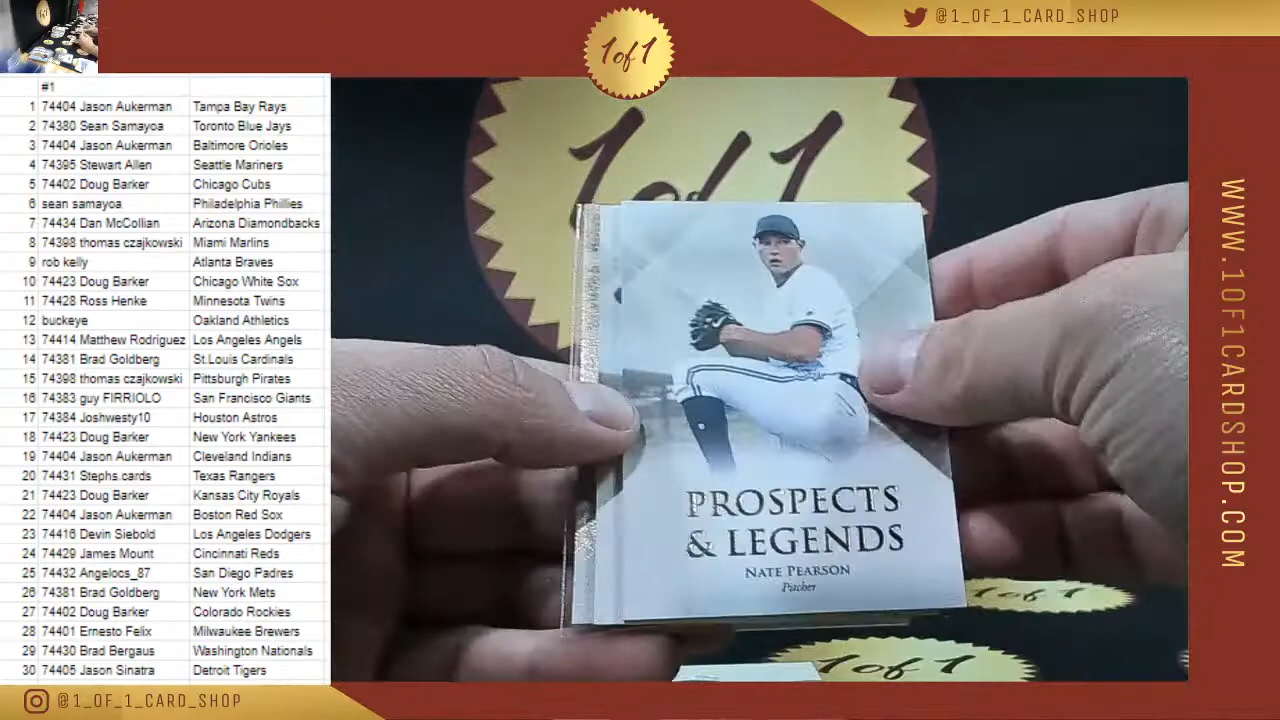 @1_OF_1_CARD_SHOP
1of1
#1
1 74404 Jason Aukerman Tampa Bay Rays
2 74380 Sean Samayoa Toronto Blue Jays
3 74404 Jason Aukerman Baltimore Orioles
4 74395 Stewart Allen Seattle Mariners
5 74402 Doug Barker Chicago Cubs
6 sean samayoa Philadelphia Phillies
7 74434 Dan McCollian Arizona Diamondbacks
8 74398 thomas czajkowski Miami Marlins
9 rob kelly Atlanta Braves
10 74423 Doug Barker Chicago White Sox
11 74428 Ross Henke Minnesota Twins
12 buckeye Oakland Athletics
13 74414 Matthew Rodriguez Los Angeles Angels
14 74381 Brad Goldberg St.Louis Cardinals
15 74398 thomas czajkowski Pittsburgh Pirates
16 74383 guy FIRRIOLO San Francisco Giants
17 74384 Joshwesty10 Houston Astros
18 74423 Doug Barker New York Yankees
19 74404 Jason Aukerman Cleveland Indians
20 74431 Stephs.cards Texas Rangers
21 74423 Doug Barker Kansas City Royals
22 74404 Jason Aukerman Boston Red Sox
23 74416 Devin Siebold Los Angeles Dodgers
24 74429 James Mount Cincinnati Reds
25 74432 Angelocs_87 San Diego Padres
26 74381 Brad Goldberg New York Mets
27 74402 Doug Barker Colorado Rockies
28 74401 Ernesto Felix Milwaukee Brewers
29 74430 Brad Bergaus Washington Nationals
30 74405 Jason Sinatra Detroit Tigers
1of1
PROSPECTS
& LEGENDS
NATE PEARSON
Pitcher
1of1
1of1
WWW.1OF1CARDSHOP.COM
@1_OF_1_CARD_SHOP